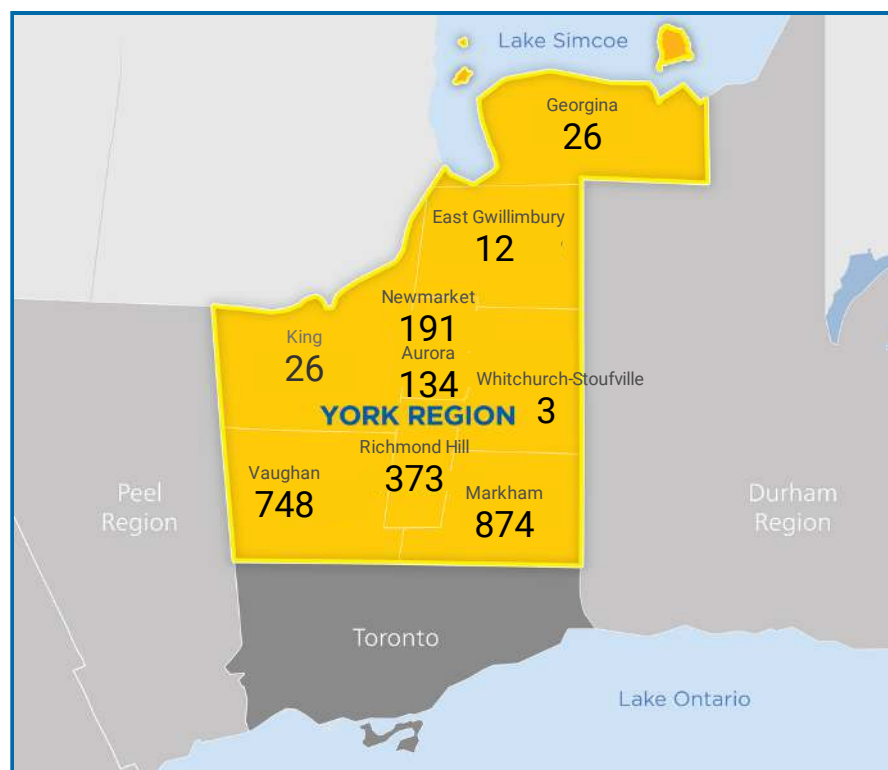 Lake Simcoe
Georgina
26
East Gwillimbury
12
Newmarket
191
King
26
Aurora
134
Whitchurch-Stoufville
3
YORK REGION
Richmond Hill
373
Vaughan
748
Markham
874
Peel
Region
Durham
Region
Toronto
Lake Ontario